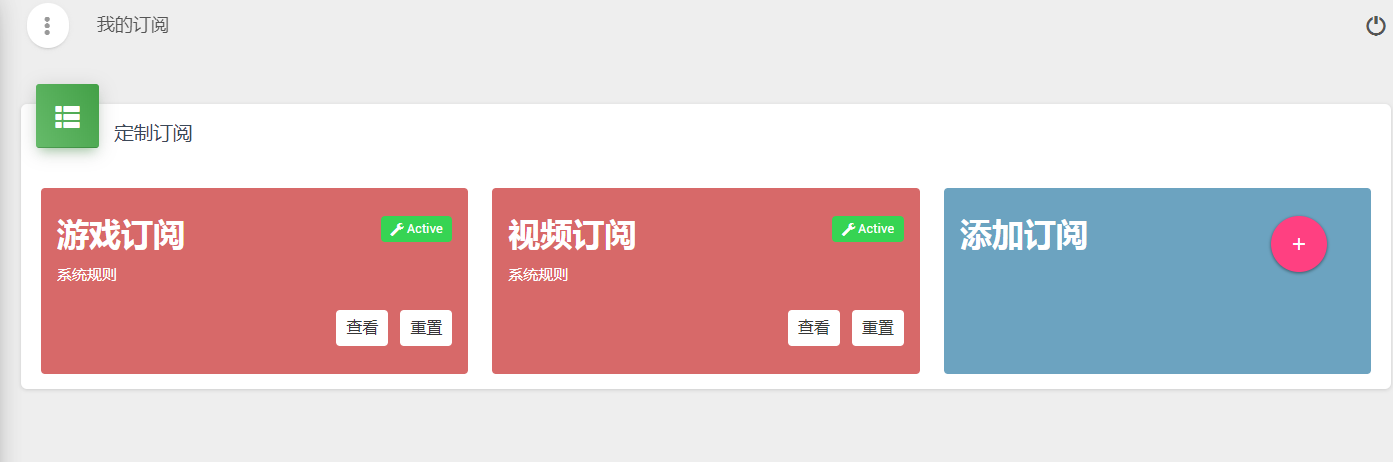 我的订阅
定制订阅
游戏订阅
Active
系统规则
查看
重置
视频订阅
Active
系统规则
查看
重置
添加订阅
+